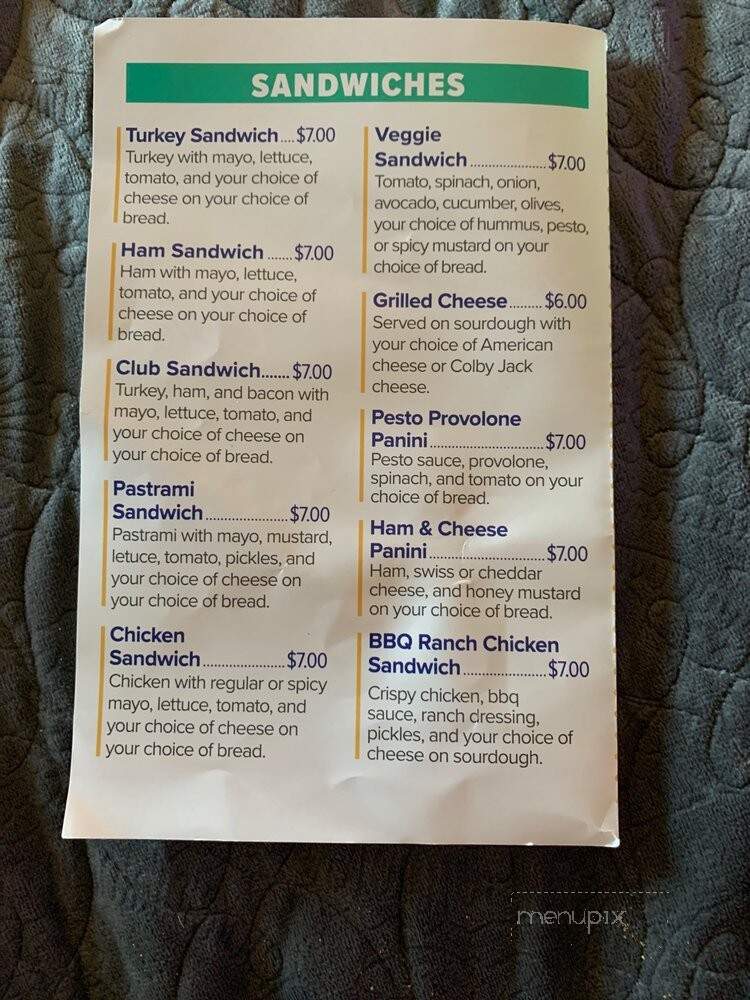 SANDWICHES
Turkey Sandwich....$7.00
Turkey with mayo, lettuce,
tomato, and your choice of
cheese on your choice of
bread.
Ham Sandwich.......$7.00
Ham with mayo, lettuce,
tomato, and your choice of
cheese on your choice of
bread.
Club Sandwich.......$7.00
Turkey, ham, and bacon with
mayo, lettuce, tomato, and
your choice of cheese on
your choice of bread.
Pastrami
Sandwich......................$7.00
Pastrami with mayo, mustard,
letuce, tomato, pickles, and
your choice of cheese on
your choice of bread.
Chicken
Sandwich......................$7.00
Chicken with regular or spicy
mayo, lettuce, tomato, and
your choice of cheese on
your choice of bread.
Veggie
Sandwich....................$7.00
Tomato, spinach, onion,
avocado, cucumber, olives,
your choice of hummus, pesto,
or spicy mustard on your
choice of bread.
Grilled Cheese.........$6.00
Served on sourdough with
your choice of American
cheese or Colby Jack
cheese.
Pesto Provolone
Panini..............................$7.00
Pesto sauce, provolone,
spinach, and tomato on your
choice of bread.
Ham & Cheese
Panini..............................$7.00
Ham, swiss or cheddar
cheese, and honey mustard
on your choice of bread.
BBQ Ranch Chicken
Sandwich......................$7.00
Crispy chicken, bbq
sauce, ranch dressing,
pickles, and your choice of
cheese on sourdough.
menupix